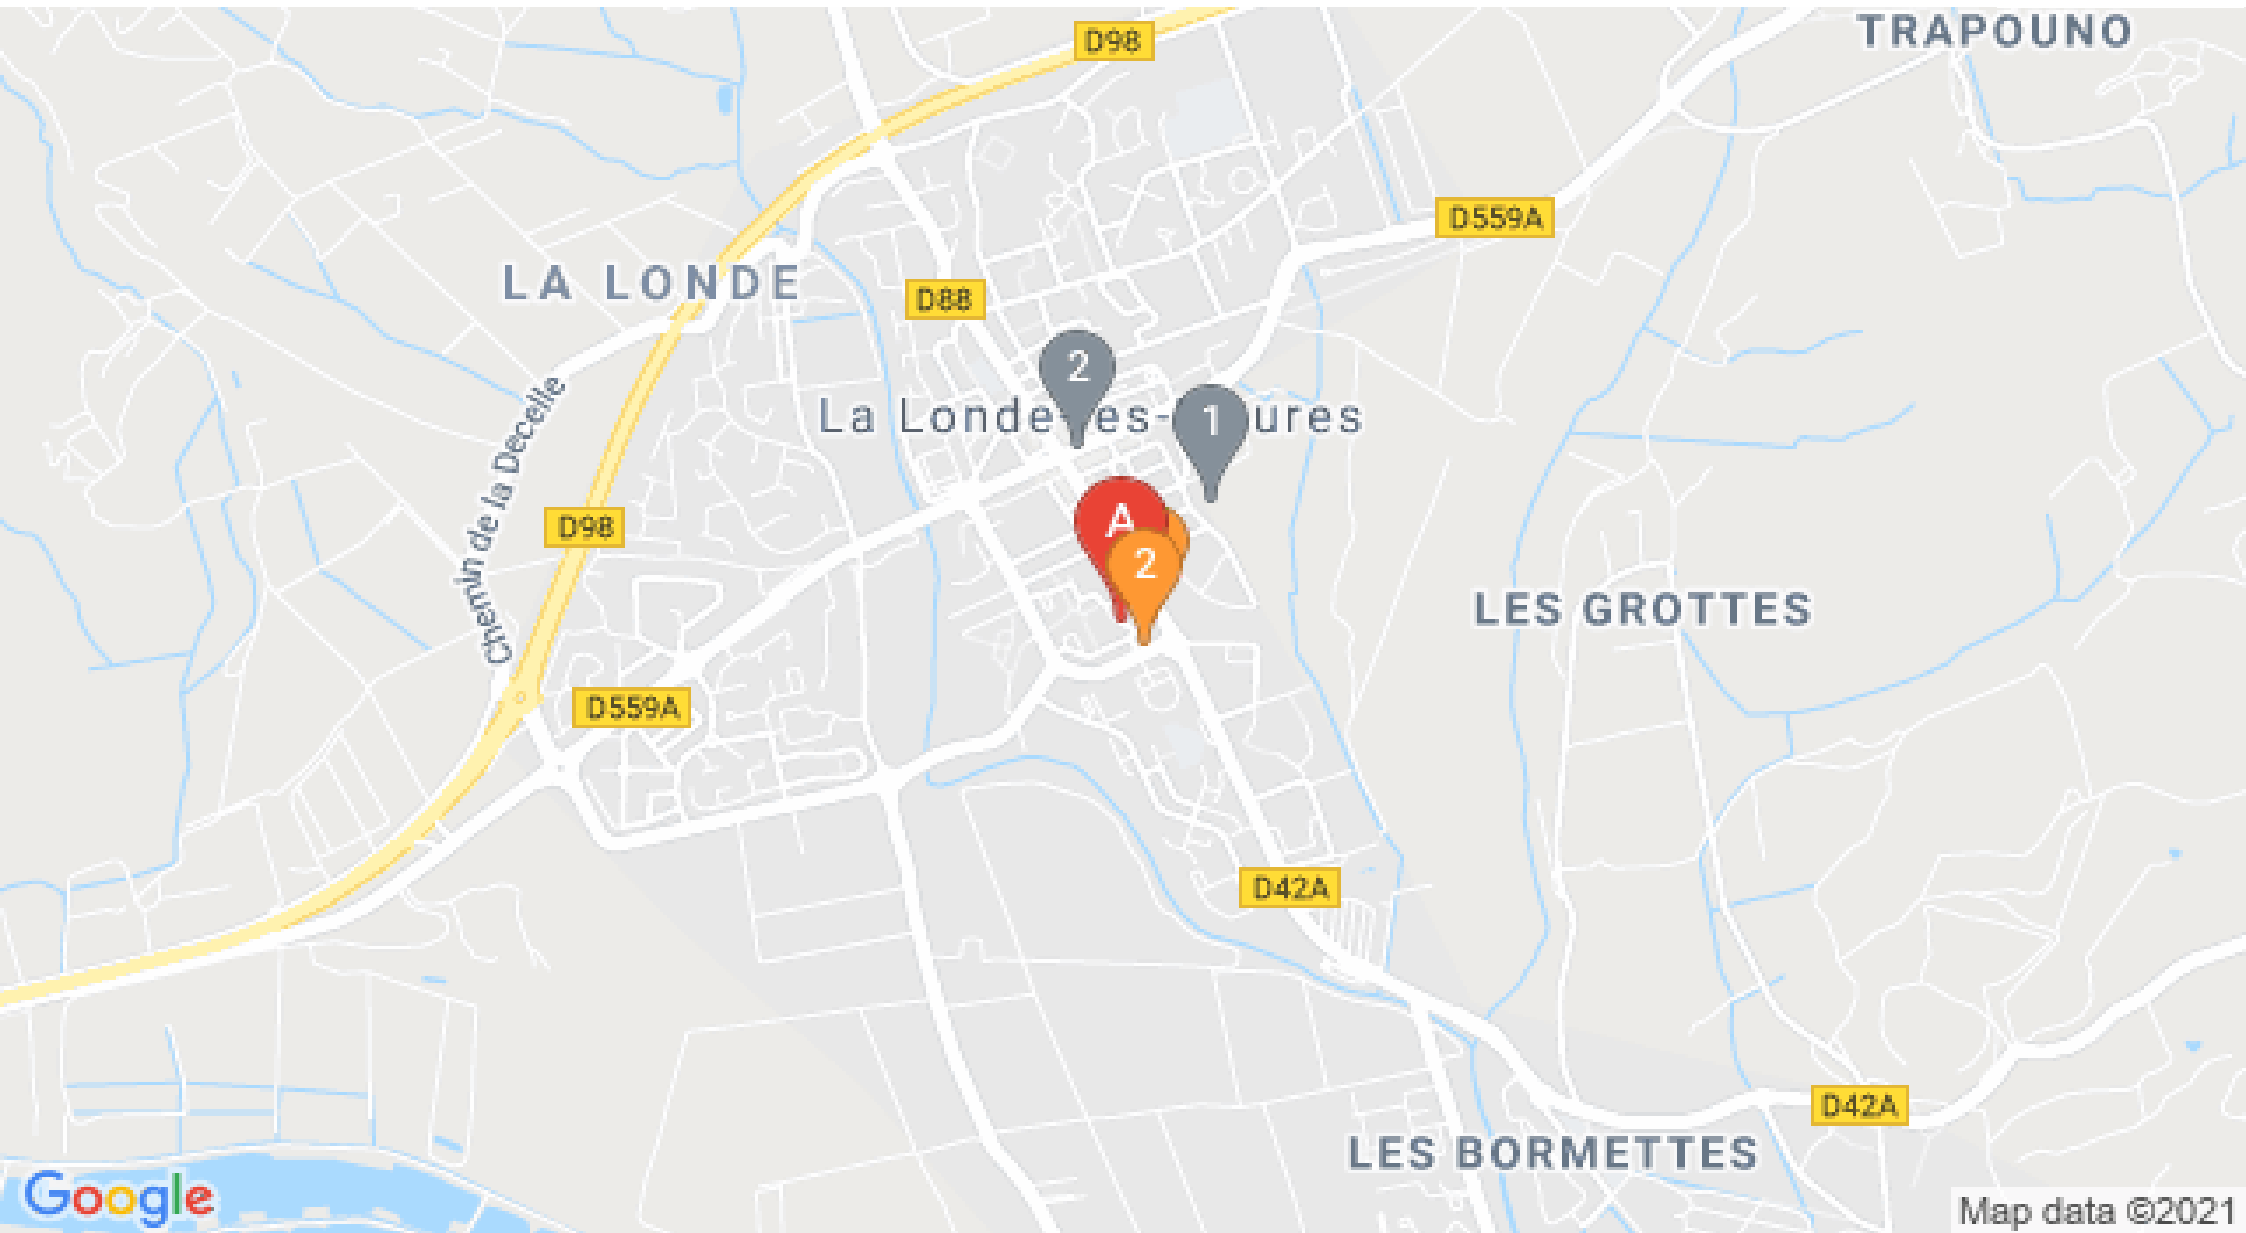 TRAPOUNO
D98
D559A
LA LONDE
D88
2
La Londe-es-ures
1
Chemin de la Decelle
D98
A
2
LES GROTTES
D559A
D42A
D42A
LES BORMETTES
Google
Map data ©2021